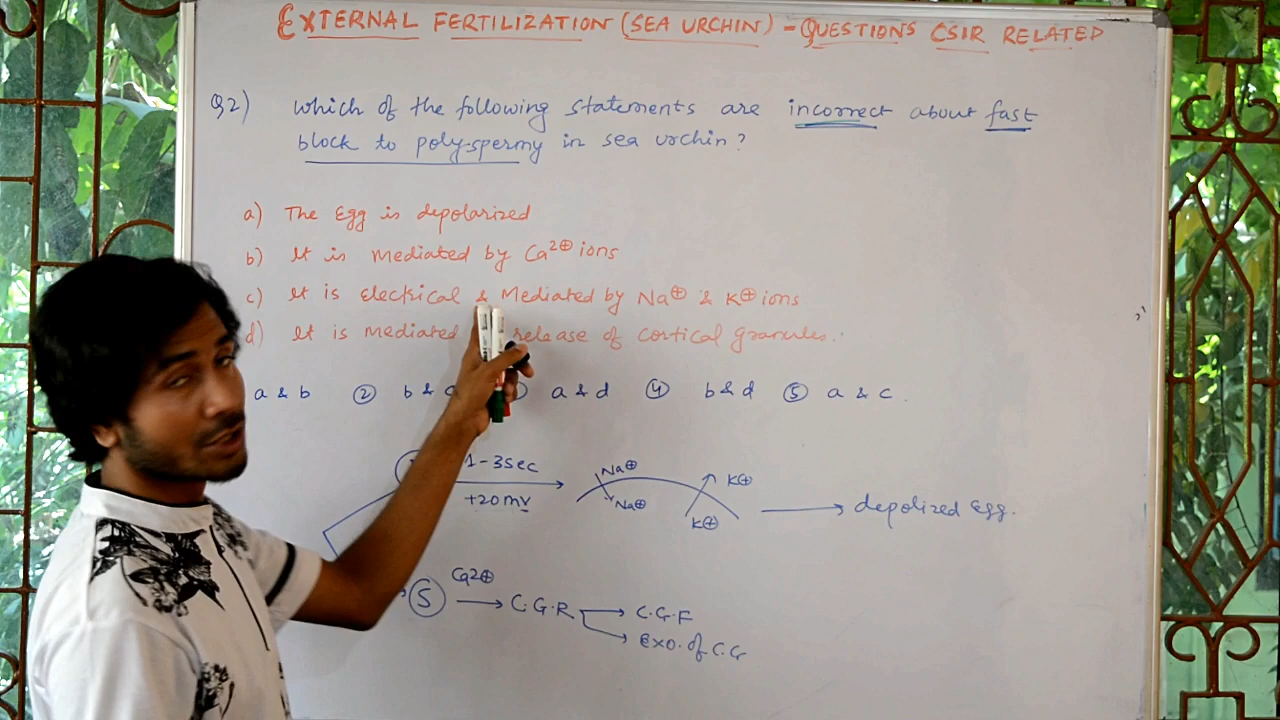 EXTERNAL FERTILIZATION (SEA URCHIN) - QUESTIONS CSIR RELATED
Q2) which of the following statements are incorrect about fast
block to polyspermy in sea urchin?
a) The Egg is depolarized
b) It is mediated by Ca2⊕ ions
c) It is Electrical & Mediated by Na⊕ & K⊕ ions
d) It is mediated release of cortical granules.
a & b ② b & ③ a & d ④ b & d ⑤ a & c.
1-3sec
+20mv
Na⊕
Na⊕
K⊕
K⊕
depolized Egg.
Ca2⊕
S C.G.R C.G.F
Exo. of C.G